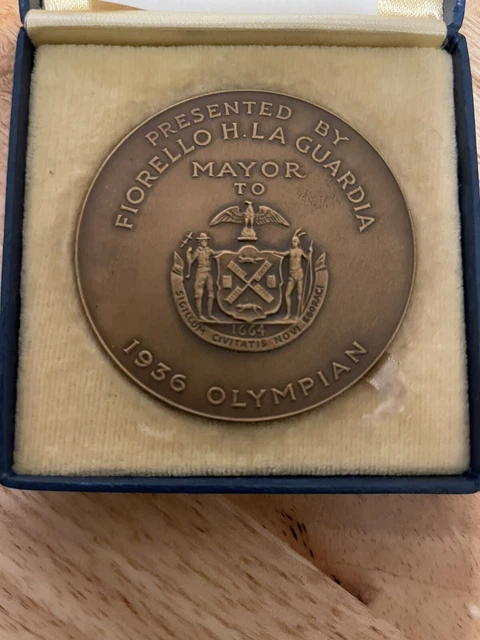 PRESENTED BY
FIORELLO H. LA GUARDIA
MAYOR
TO
SIGILLUM CIVITATIS NOVI EBORACI
1664
1936 OLYMPIAN